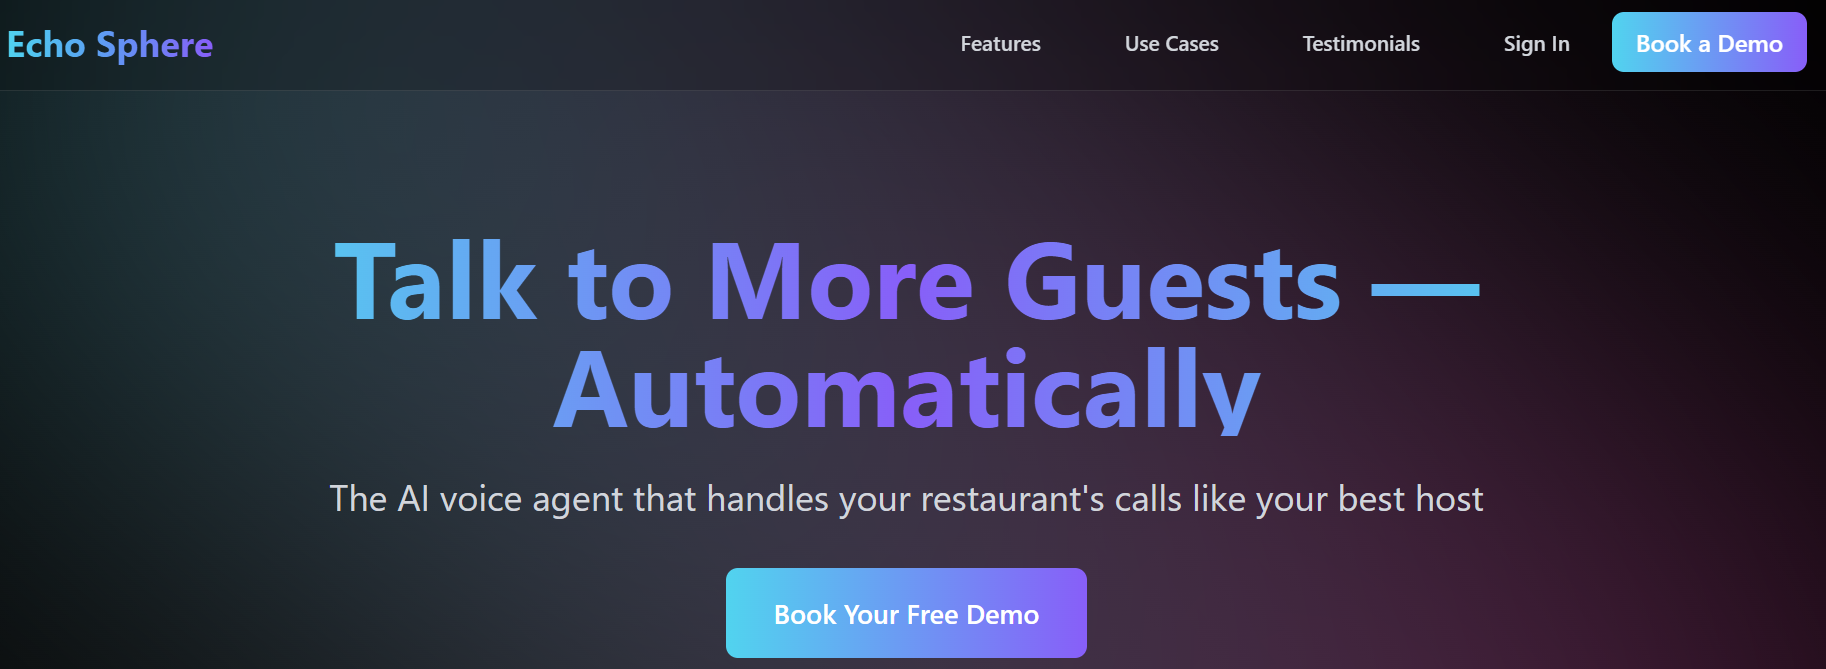 Echo Sphere
Features
Use Cases
Testimonials
Sign In
Book a Demo
Talk to More Guests —
Automatically
The AI voice agent that handles your restaurant's calls like your best host
Book Your Free Demo